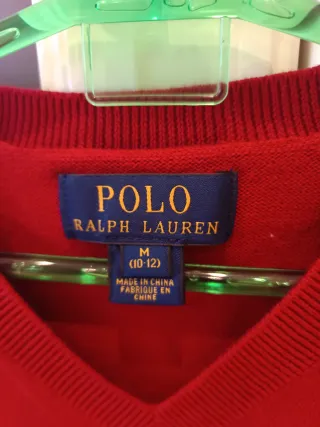 POLO
RALPH LAUREN
M
(10-12)
MADE IN CHINA
FABRIQUE EN
CHINE